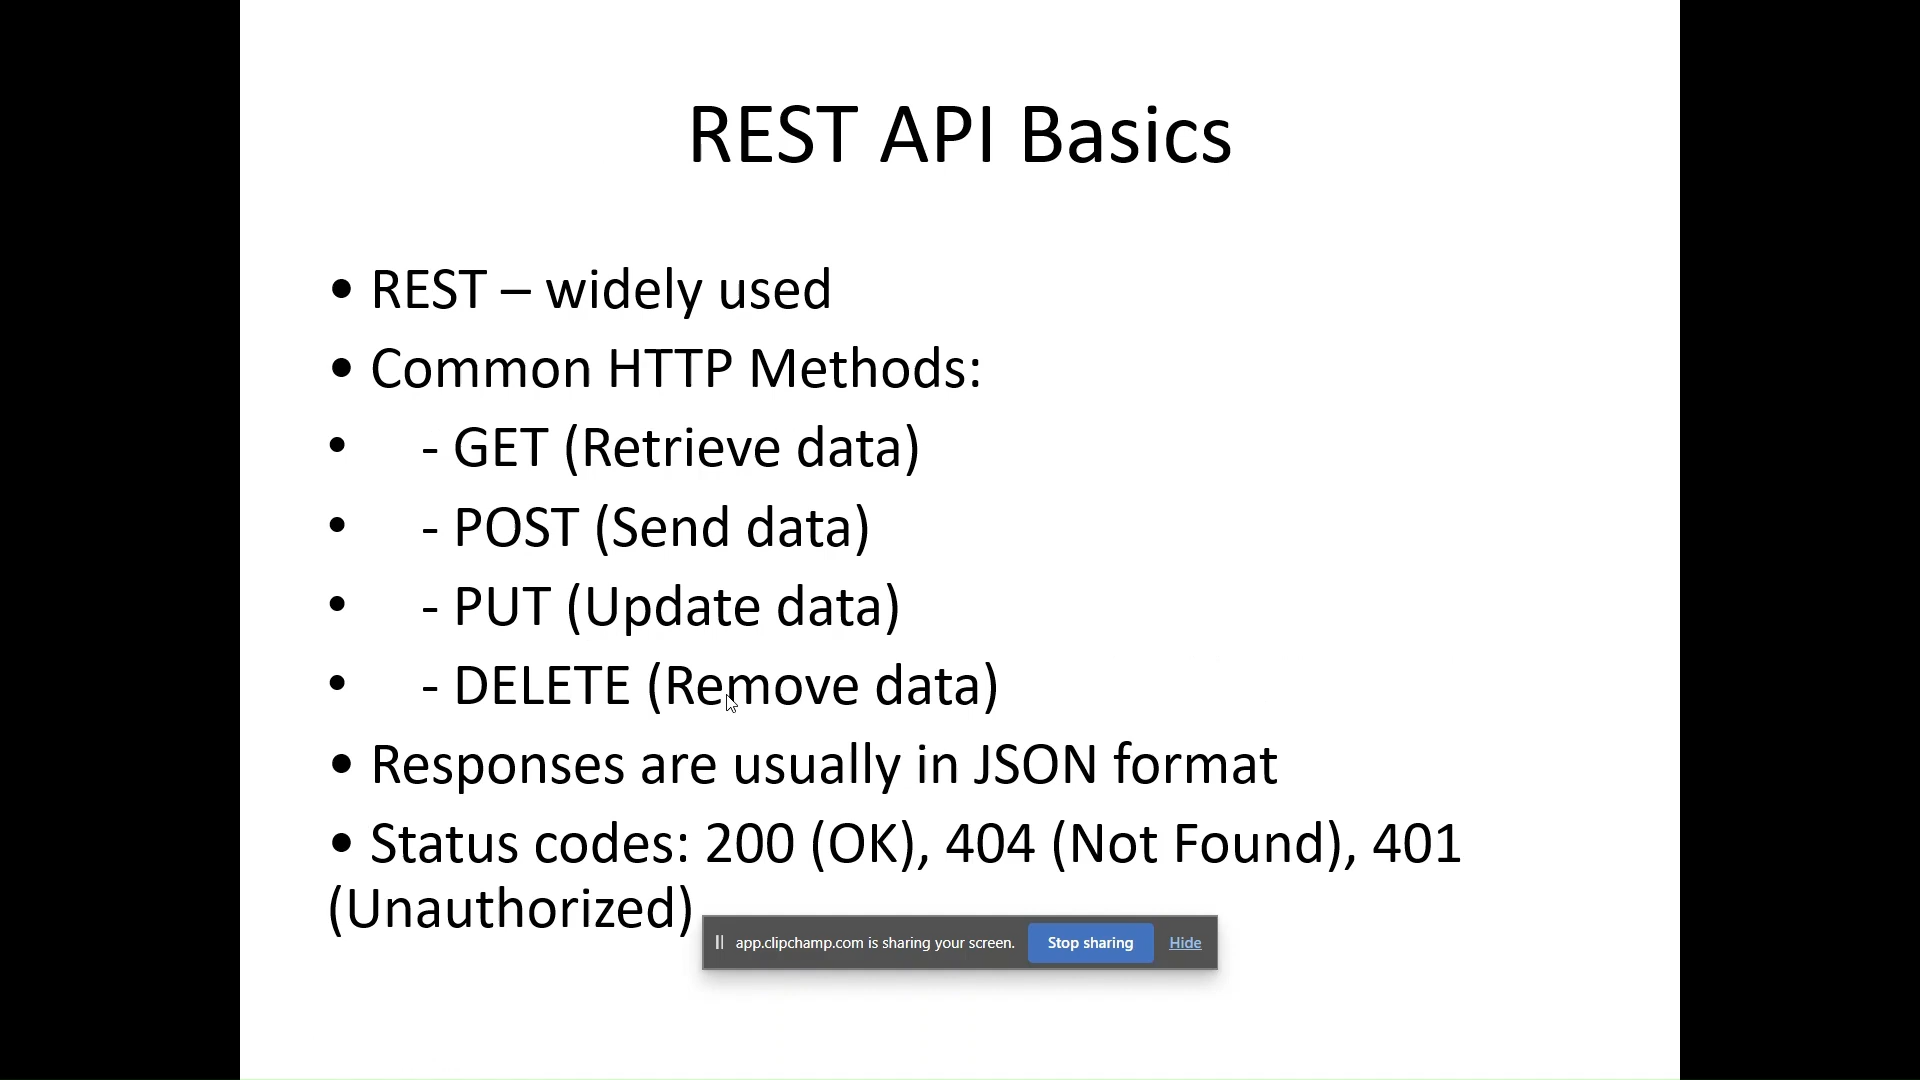 REST API Basics
• REST – widely used
• Common HTTP Methods:
• - GET (Retrieve data)
• - POST (Send data)
• - PUT (Update data)
• - DELETE (Remove data)
• Responses are usually in JSON format
• Status codes: 200 (OK), 404 (Not Found), 401
(Unauthorized)
app.clipchamp.com is sharing your screen. Stop sharing Hide